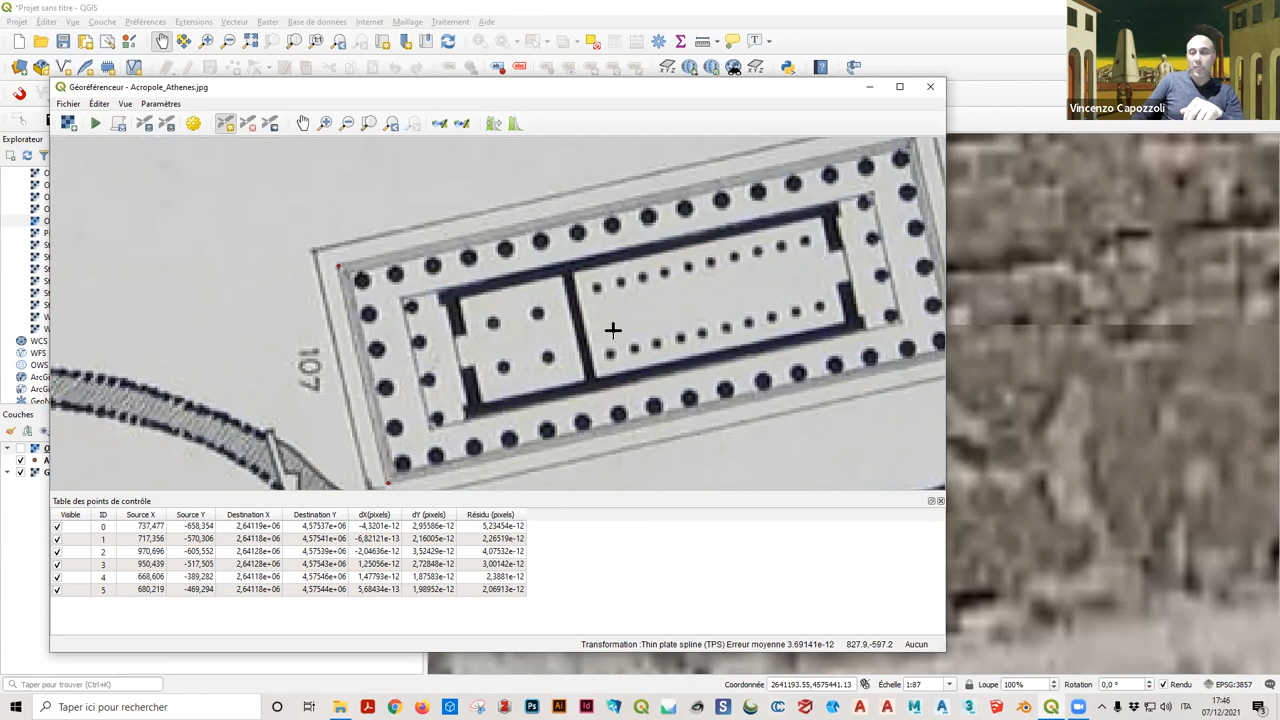 *Projet sans titre - QGIS
Projet Éditer Vue Couche Préférences Extensions Vecteur Raster Base de données Internet Maillage Traitement Aide
Vincenzo Capozzoli
Géoréférenceur - Acropole_Athenes.jpg
Fichier Éditer Vue Paramètres
Explorateur
WCS
WFS
OWS
ArcG
ArcG
Couches
107
Table des points de contrôle
Visible ID Source X Source Y Destination X Destination Y dX(pixels) dY (pixels) Résidu (pixels)
0 737,477 -658,354 2,64119e+06 4,57537e+06 -4,3201e-12 2,95586e-12 5,23454e-12
1 717,356 -570,306 2,64118e+06 4,57541e+06 -6,82121e-13 2,16005e-12 2,26519e-12
2 970,696 -605,552 2,64128e+06 4,57539e+06 -2,04636e-12 3,52429e-12 4,07532e-12
3 950,439 -517,505 2,64128e+06 4,57543e+06 1,25056e-12 2,72848e-12 3,00142e-12
4 668,606 -389,282 2,64118e+06 4,57546e+06 1,47793e-12 1,87583e-12 2,3881e-12
5 680,219 -469,294 2,64118e+06 4,57544e+06 5,68434e-13 1,98952e-12 2,06913e-12
Transformation :Thin plate spline (TPS) Erreur moyenne 3.69141e-12 827.9,-597.2 Aucun
Taper pour trouver (Ctrl+K)
Coordonnée 2641193.55,4575441.13 Échelle 1:87 Loupe 100% Rotation 0,0 ° Rendu EPSG:3857
Taper ici pour rechercher
ITA
17:46
07/12/2021